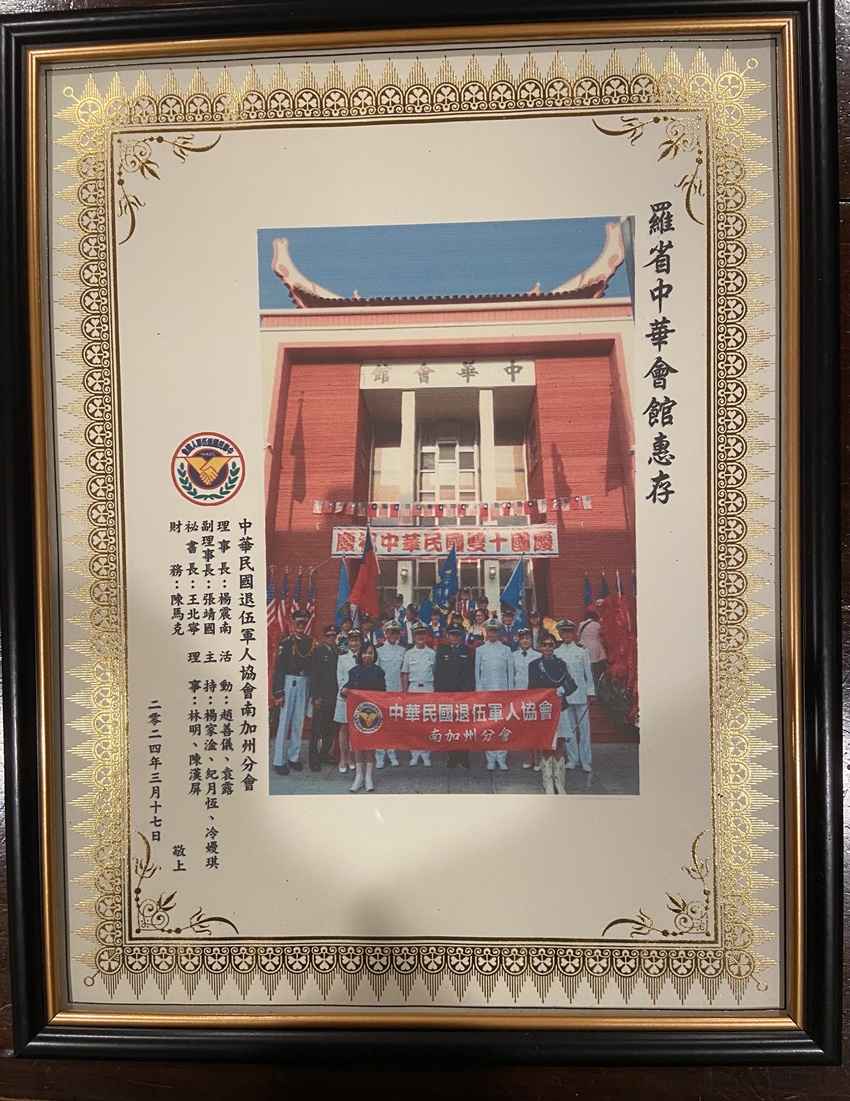 羅省中華會館惠存
中華會館
慶祝中華民國雙十國慶
中華民國退伍軍人協會
南加州分會
中華民國退伍軍人協會南加州分會
理事長：楊震南 活動：趙善儀、袁露
副理事長：張靖國 主持：楊家淦、紀月恆、冷嫚琪
祕書長：王北寧 理事：林明、陳漢屏
財務：陳馬克
敬上
二零二四年三月十七日